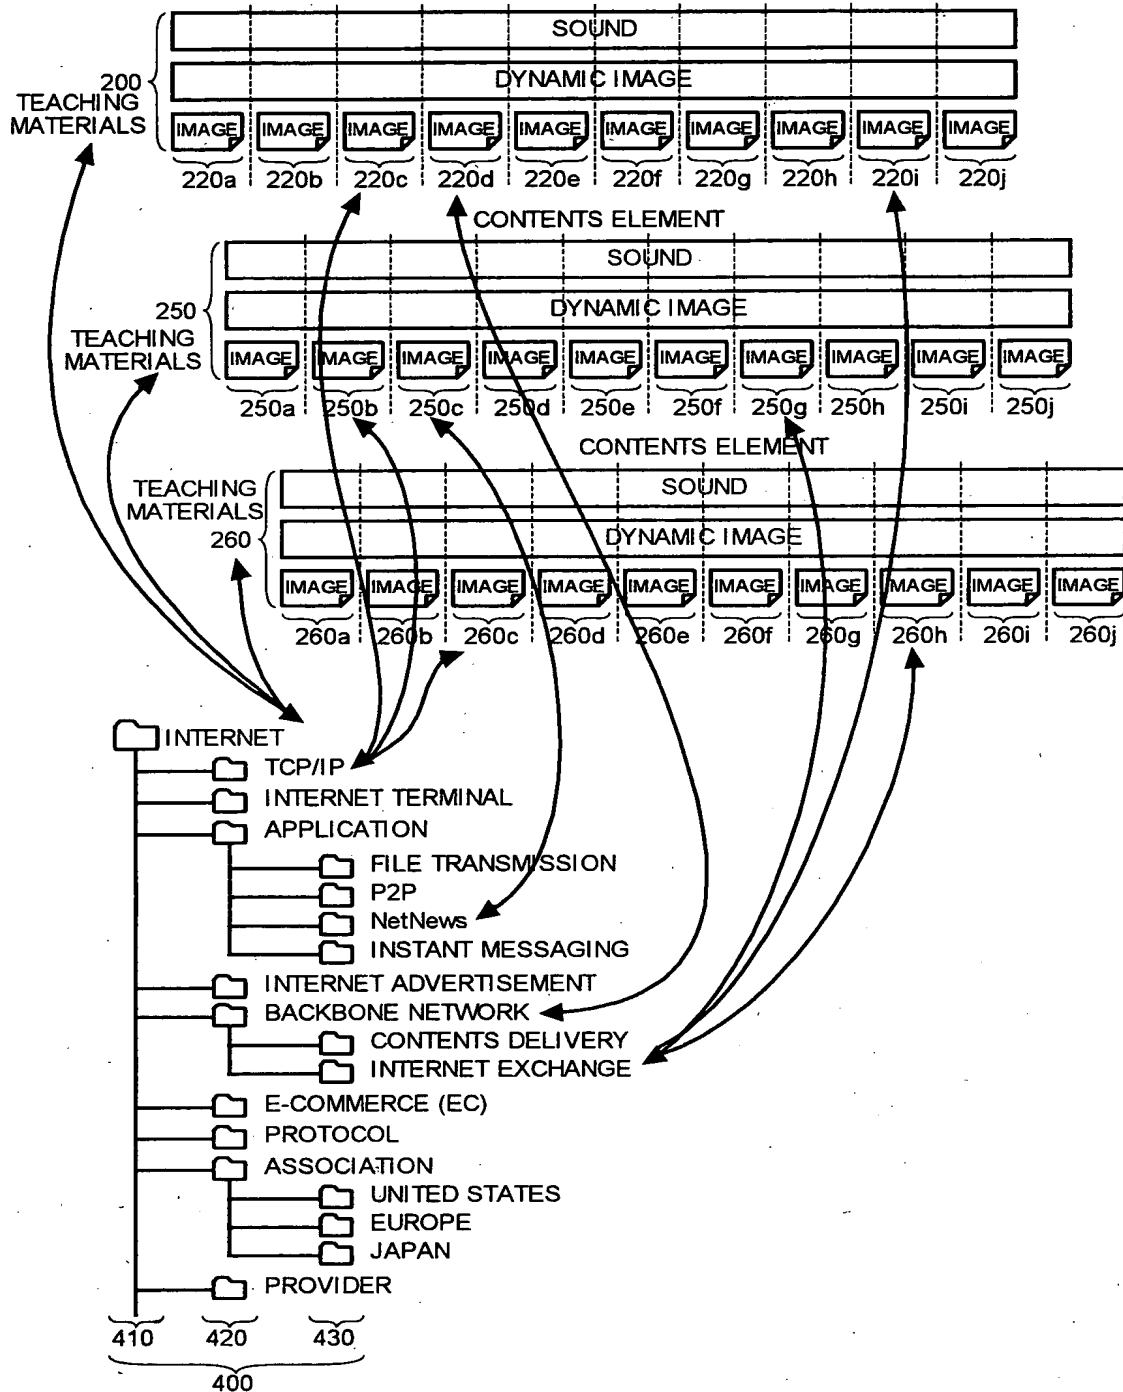 SOUND
200
TEACHING
MATERIALS
DYNAMIC IMAGE
IMAGE IMAGE IMAGE IMAGE IMAGE IMAGE IMAGE IMAGE IMAGE IMAGE
220a 220b 220c 220d 220e 220f 220g 220h 220i 220j
CONTENTS ELEMENT
SOUND
250
TEACHING
MATERIALS
DYNAMIC IMAGE
IMAGE IMAGE IMAGE IMAGE IMAGE IMAGE IMAGE IMAGE IMAGE IMAGE
250a 250b 250c 250d 250e 250f 250g 250h 250i 250j
CONTENTS ELEMENT
TEACHING
MATERIALS
260
SOUND
DYNAMIC IMAGE
IMAGE IMAGE IMAGE IMAGE IMAGE IMAGE IMAGE IMAGE IMAGE IMAGE
260a 260b 260c 260d 260e 260f 260g 260h 260i 260j
INTERNET
TCP/IP
INTERNET TERMINAL
APPLICATION
FILE TRANSMISSION
P2P
NetNews
INSTANT MESSAGING
INTERNET ADVERTISEMENT
BACKBONE NETWORK
CONTENTS DELIVERY
INTERNET EXCHANGE
E-COMMERCE (EC)
PROTOCOL
ASSOCIATION
UNITED STATES
EUROPE
JAPAN
PROVIDER
410 420 430
400